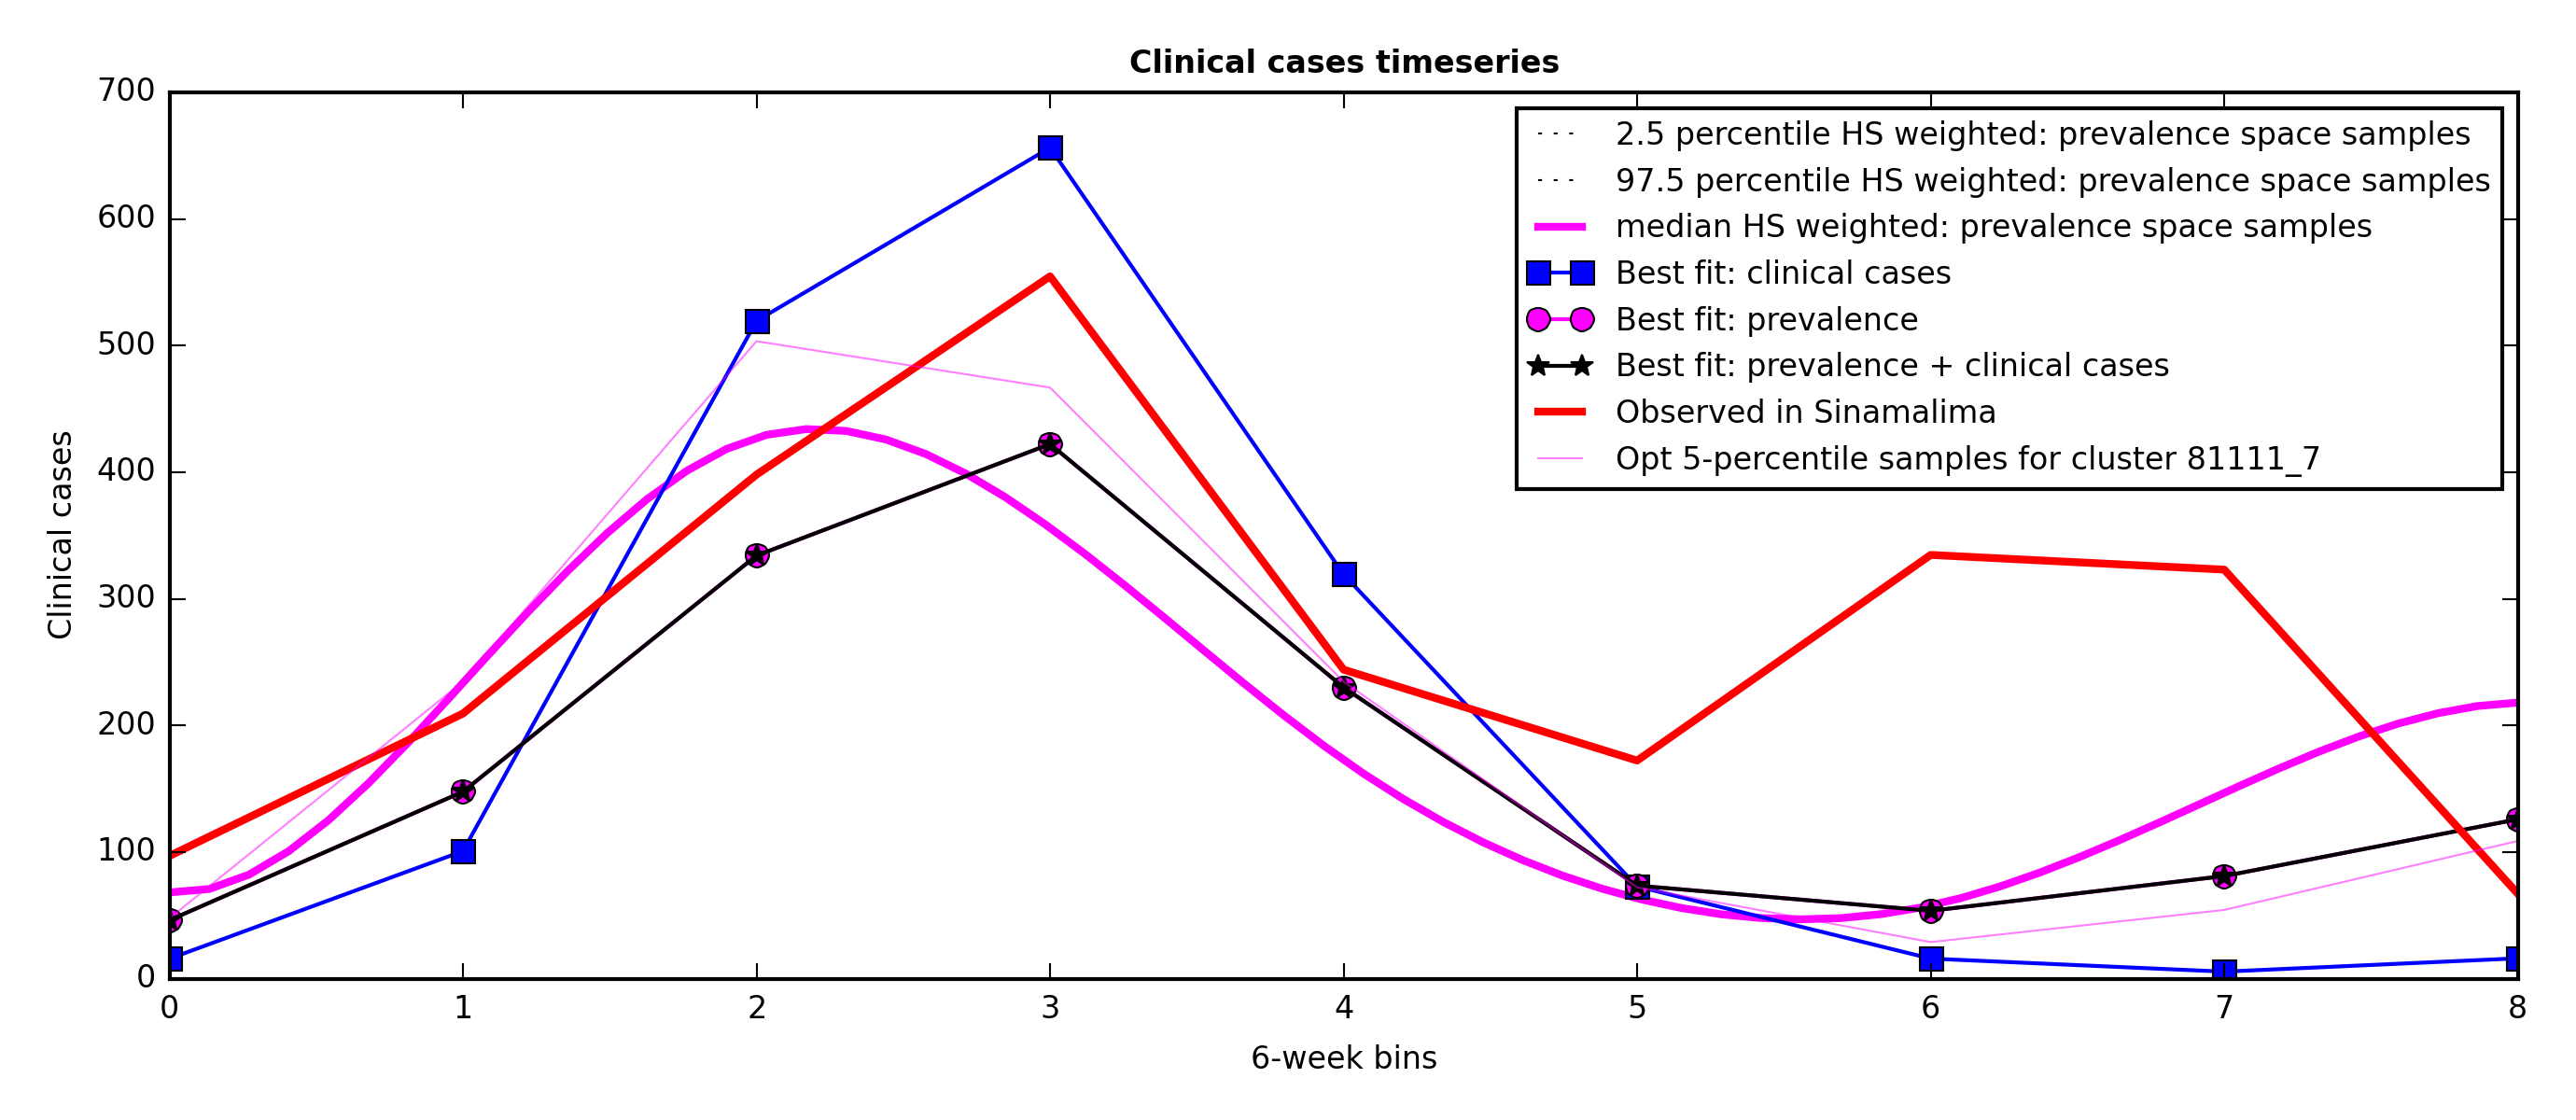 Clinical cases timeseries
700
600
500
400
300
200
100
0
Clinical cases
2.5 percentile HS weighted: prevalence space samples
97.5 percentile HS weighted: prevalence space samples
median HS weighted: prevalence space samples
Best fit: clinical cases
Best fit: prevalence
Best fit: prevalence + clinical cases
Observed in Sinamalima
Opt 5-percentile samples for cluster 81111_7
0 1 2 3 4 5 6 7 8
6-week bins